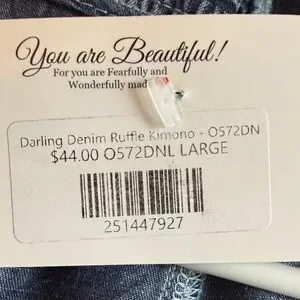 You are Beautiful!
For you are Fearfully and
Wonderfully made
Darling Denim Ruffle Kimono - O572DN
$44.00 O572DNL LARGE
251447927